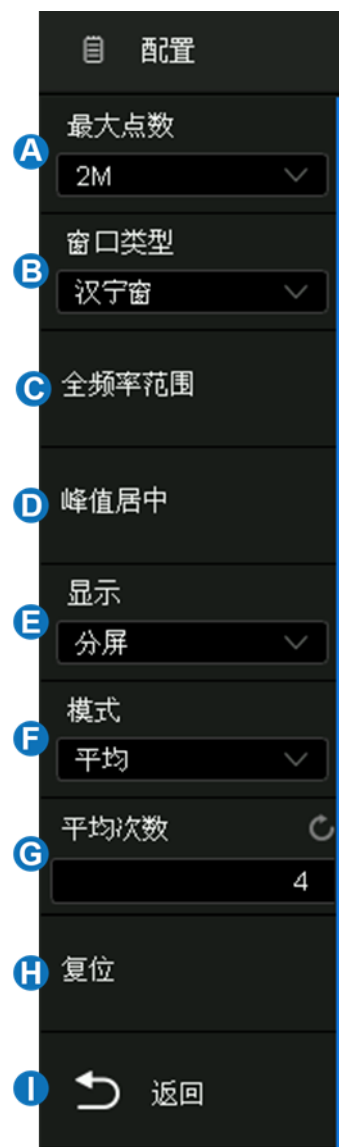 配置
A
最大点数
2M
B
窗口类型
汉宁窗
C 全频率范围
D 峰值居中
E
显示
分屏
F
模式
平均
G
平均次数
4
H 复位
I 返回